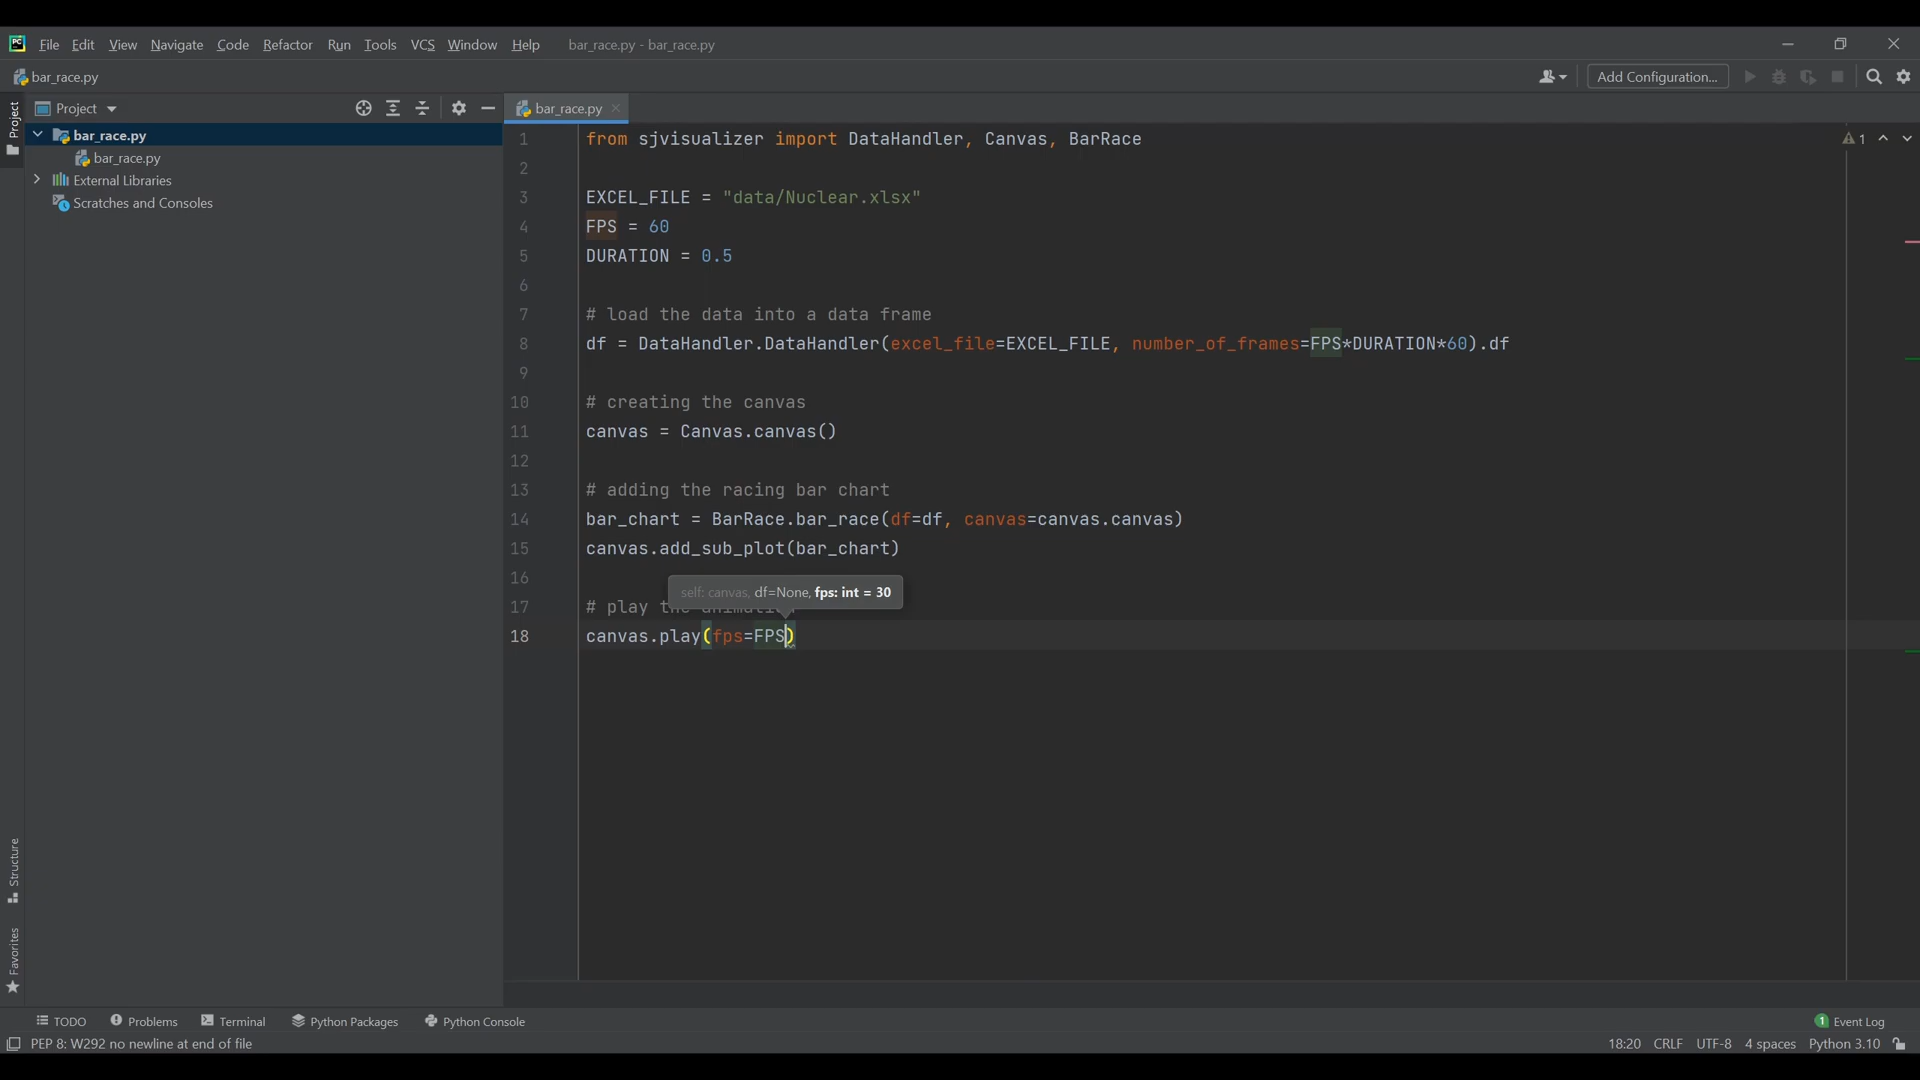 PC File Edit View Navigate Code Refactor Run Tools VCS Window Help bar_race.py - bar_race.py
bar_race.py Add Configuration...
Project Project bar_race.py
bar_race.py
bar_race.py
External Libraries
Scratches and Consoles
1 from sjvisualizer import DataHandler, Canvas, BarRace 1
2
3 EXCEL_FILE = "data/Nuclear.xlsx"
4 FPS = 60
5 DURATION = 0.5
6
7 # load the data into a data frame
8 df = DataHandler.DataHandler(excel_file=EXCEL_FILE, number_of_frames=FPS*DURATION*60).df
9
10 # creating the canvas
11 canvas = Canvas.canvas()
12
13 # adding the racing bar chart
14 bar_chart = BarRace.bar_race(df=df, canvas=canvas.canvas)
15 canvas.add_sub_plot(bar_chart)
16
self: canvas, df=None, fps: int = 30
17 # play the animation
18 canvas.play(fps=FPS)
Structure
Favorites
TODO Problems Terminal Python Packages Python Console 1 Event Log
PEP 8: W292 no newline at end of file 18:20 CRLF UTF-8 4 spaces Python 3.10